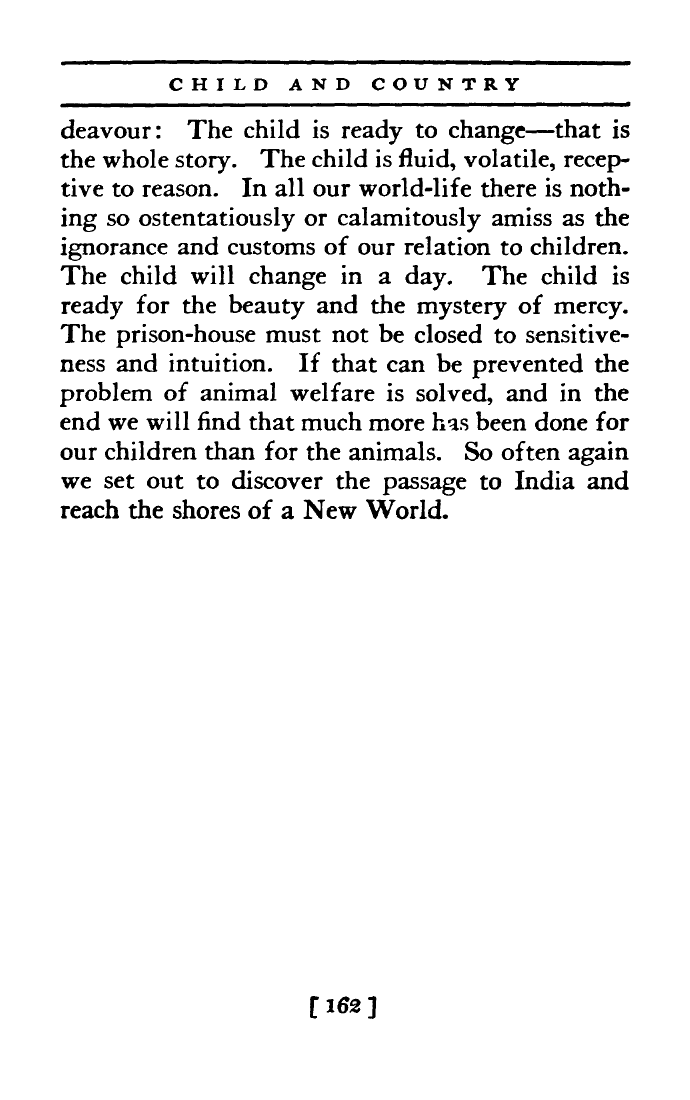 CHILD AND COUNTRY
deavour: The child is ready to change—that is
the whole story. The child is fluid, volatile, recep-
tive to reason. In all our world-life there is noth-
ing so ostentatiously or calamitously amiss as the
ignorance and customs of our relation to children.
The child will change in a day. The child is
ready for the beauty and the mystery of mercy.
The prison-house must not be closed to sensitive-
ness and intuition. If that can be prevented the
problem of animal welfare is solved, and in the
end we will find that much more has been done for
our children than for the animals. So often again
we set out to discover the passage to India and
reach the shores of a New World.
[ 162 ]